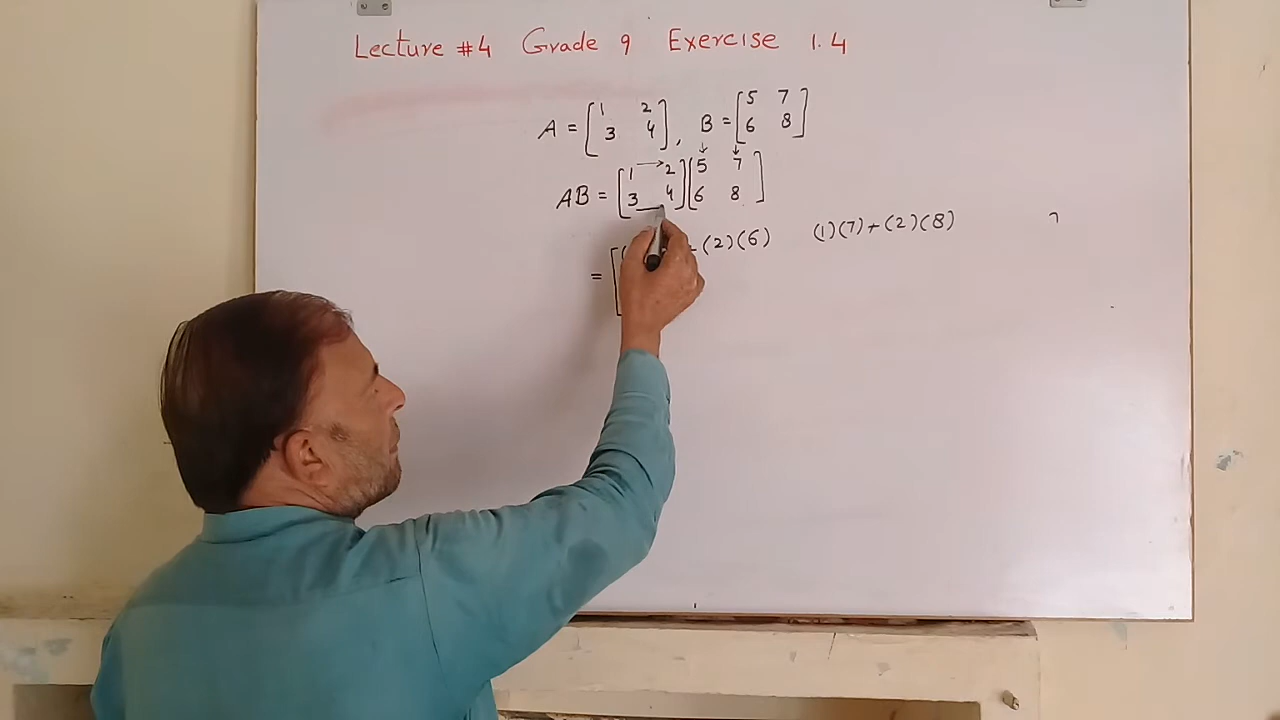 Lecture #4 Grade 9 Exercise 1.4
A = [1 2
3 4], B = [5 7
6 8]
AB = [1 → 2
3 4] [5 7
6 8]
= [ (2)(6) (1)(7)+(2)(8)